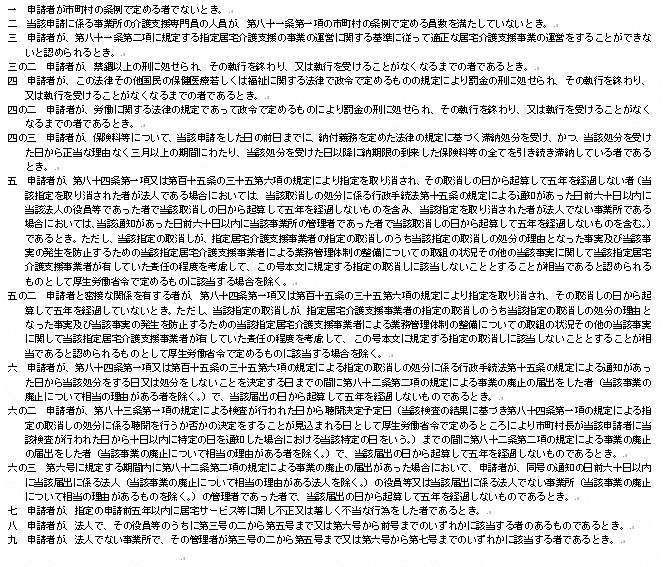 一　申請者が市町村の条例で定める者でないとき。
二　当該申請に係る事業所の介護支援専門員の人員が、第八十一条第一項の市町村の条例で定める員数を満たしていないとき。
三　申請者が、第八十一条第二項に規定する指定居宅介護支援の事業の運営に関する基準に従って適正な居宅介護支援事業の運営をすることができな
いと認められるとき。
三の二　申請者が、禁錮以上の刑に処せられ、その執行を終わり、又は執行を受けることがなくなるまでの者であるとき。
四　申請者が、この法律その他国民の保健医療若しくは福祉に関する法律で政令で定めるものの規定により罰金の刑に処せられ、その執行を終わり、
又は執行を受けることがなくなるまでの者であるとき。
四の二　申請者が、労働に関する法律の規定であって政令で定めるものにより罰金の刑に処せられ、その執行を終わり、又は執行を受けることがなく
なるまでの者であるとき。
四の三　申請者が、保険料等について、当該申請をした日の前日までに、納付義務を定めた法律の規定に基づく滞納処分を受け、かつ、当該処分を受け
た日から正当な理由なく三月以上の期間にわたり、当該処分を受けた日以降に納期限の到来した保険料等の全てを引き続き滞納している者であると
き。
五　申請者が、第八十四条第一項又は第百十五条の三十五第六項の規定により指定を取り消され、その取消しの日から起算して五年を経過しない者（当
該指定を取り消された者が法人である場合においては、当該取消しの処分に係る行政手続法第十五条の規定による通知があった日前六十日以内に
当該法人の役員等であった者で当該取消しの日から起算して五年を経過しないものを含み、当該指定を取り消された者が法人でない事業所である
場合においては、当該通知があった日前六十日以内に当該事業所の管理者であった者で当該取消しの日から起算して五年を経過しないものを含む。）
であるとき。ただし、当該指定の取消しが、指定居宅介護支援事業者の指定の取消しのうち当該指定の取消しの処分の理由となった事実及び当該事
実の発生を防止するための当該指定居宅介護支援事業者による業務管理体制の整備についての取組の状況その他の当該事実に関して当該指定居宅
介護支援事業者が有していた責任の程度を考慮して、この号本文に規定する指定の取消しに該当しないこととすることが相当であると認められる
ものとして厚生労働省令で定めるものに該当する場合を除く。
五の二　申請者と密接な関係を有する者が、第八十四条第一項又は第百十五条の三十五第六項の規定により指定を取り消され、その取消しの日から起
算して五年を経過していないとき。ただし、当該指定の取消しが、指定居宅介護支援事業者の指定の取消しのうち当該指定の取消しの処分の理由と
なった事実及び当該事実の発生を防止するための当該指定居宅介護支援事業者による業務管理体制の整備についての取組の状況その他の当該事実
に関して当該指定居宅介護支援事業者が有していた責任の程度を考慮して、この号本文に規定する指定の取消しに該当しないこととすることが相
当であると認められるものとして厚生労働省令で定めるものに該当する場合を除く。
六　申請者が、第八十四条第一項又は第百十五条の三十五第六項の規定による指定の取消しの処分に係る行政手続法第十五条の規定による通知があっ
た日から当該処分をする日又は処分をしないことを決定する日までの間に第八十二条第二項の規定による事業の廃止の届出をした者（当該事業の
廃止について相当の理由がある者を除く。）で、当該届出の日から起算して五年を経過しないものであるとき。
六の二　申請者が、第八十三条第一項の規定による検査が行われた日から聴聞決定予定日（当該検査の結果に基づき第八十四条第一項の規定による指
定の取消しの処分に係る聴聞を行うか否かの決定をすることが見込まれる日として厚生労働省令で定めるところにより市町村長が当該申請者に当
該検査が行われた日から十日以内に特定の日を通知した場合における当該特定の日をいう。）までの間に第八十二条第二項の規定による事業の廃止
の届出をした者（当該事業の廃止について相当の理由がある者を除く。）で、当該届出の日から起算して五年を経過しないものであるとき。
六の三　第六号に規定する期間内に第八十二条第二項の規定による事業の廃止の届出があった場合において、申請者が、同号の通知の日前六十日以内
に当該届出に係る法人（当該事業の廃止について相当の理由がある法人を除く。）の役員等又は当該届出に係る法人でない事業所（当該事業の廃止
について相当の理由があるものを除く。）の管理者であった者で、当該届出の日から起算して五年を経過しないものであるとき。
七　申請者が、指定の申請前五年以内に居宅サービス等に関し不正又は著しく不当な行為をした者であるとき。
八　申請者が、法人で、その役員等のうちに第三号の二から第五号まで又は第六号から前号までのいずれかに該当する者のあるものであるとき。
九　申請者が、法人でない事業所で、その管理者が第三号の二から第五号まで又は第六号から第七号までのいずれかに該当する者であるとき。